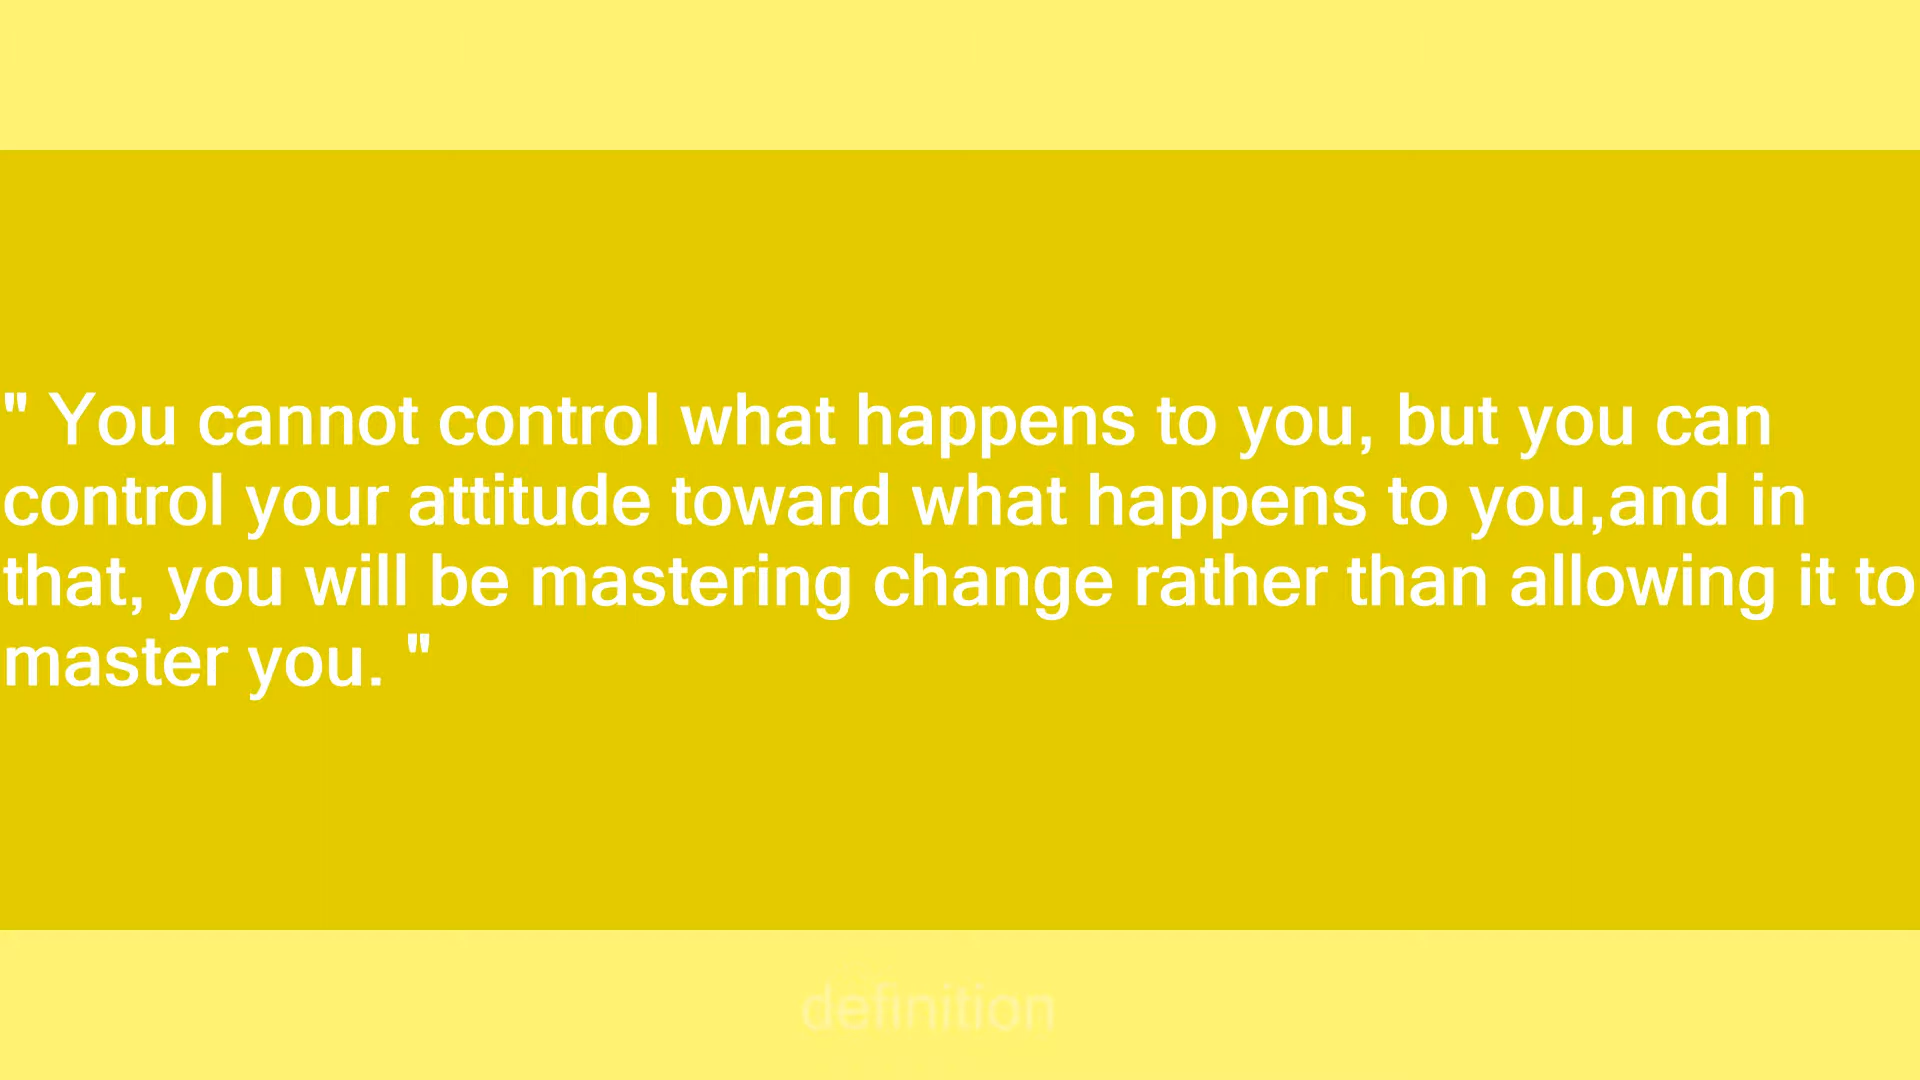 " You cannot control what happens to you, but you can
control your attitude toward what happens to you,and in
that, you will be mastering change rather than allowing it to
master you. "
definition